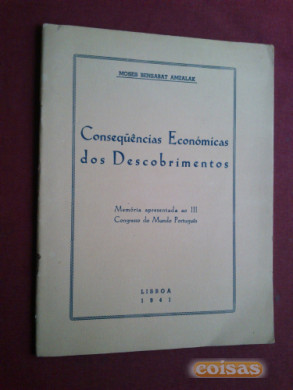 MOSES BENSABAT AMZALAK
Conseqüências Económicas
dos Descobrimentos
Memória apresentada ao III
Congresso do Mundo Português
LISBOA
1941
coisas